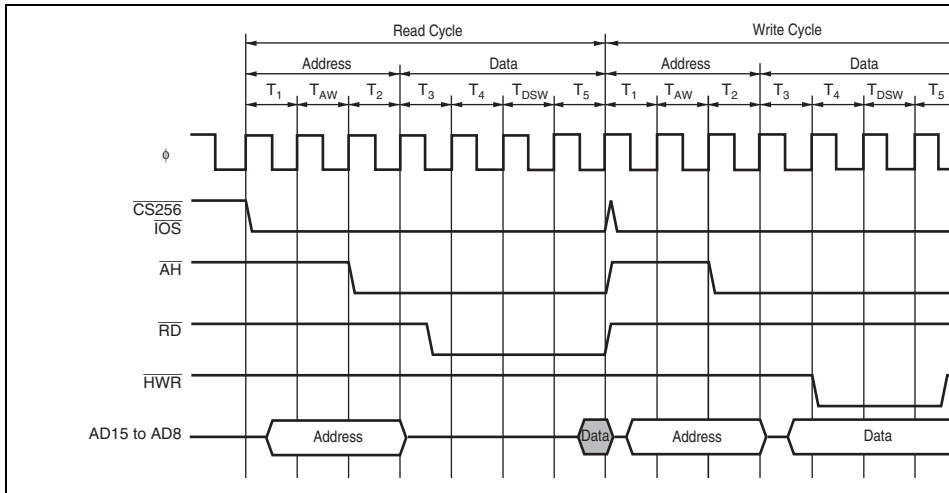 Read Cycle Write Cycle
Address Data Address Data
T1 TAW T2 T3 T4 TDSW T5 T1 TAW T2 T3 T4 TDSW T5
ϕ
CS256
IOS
AH
RD
HWR
AD15 to AD8 Address Data Address Data